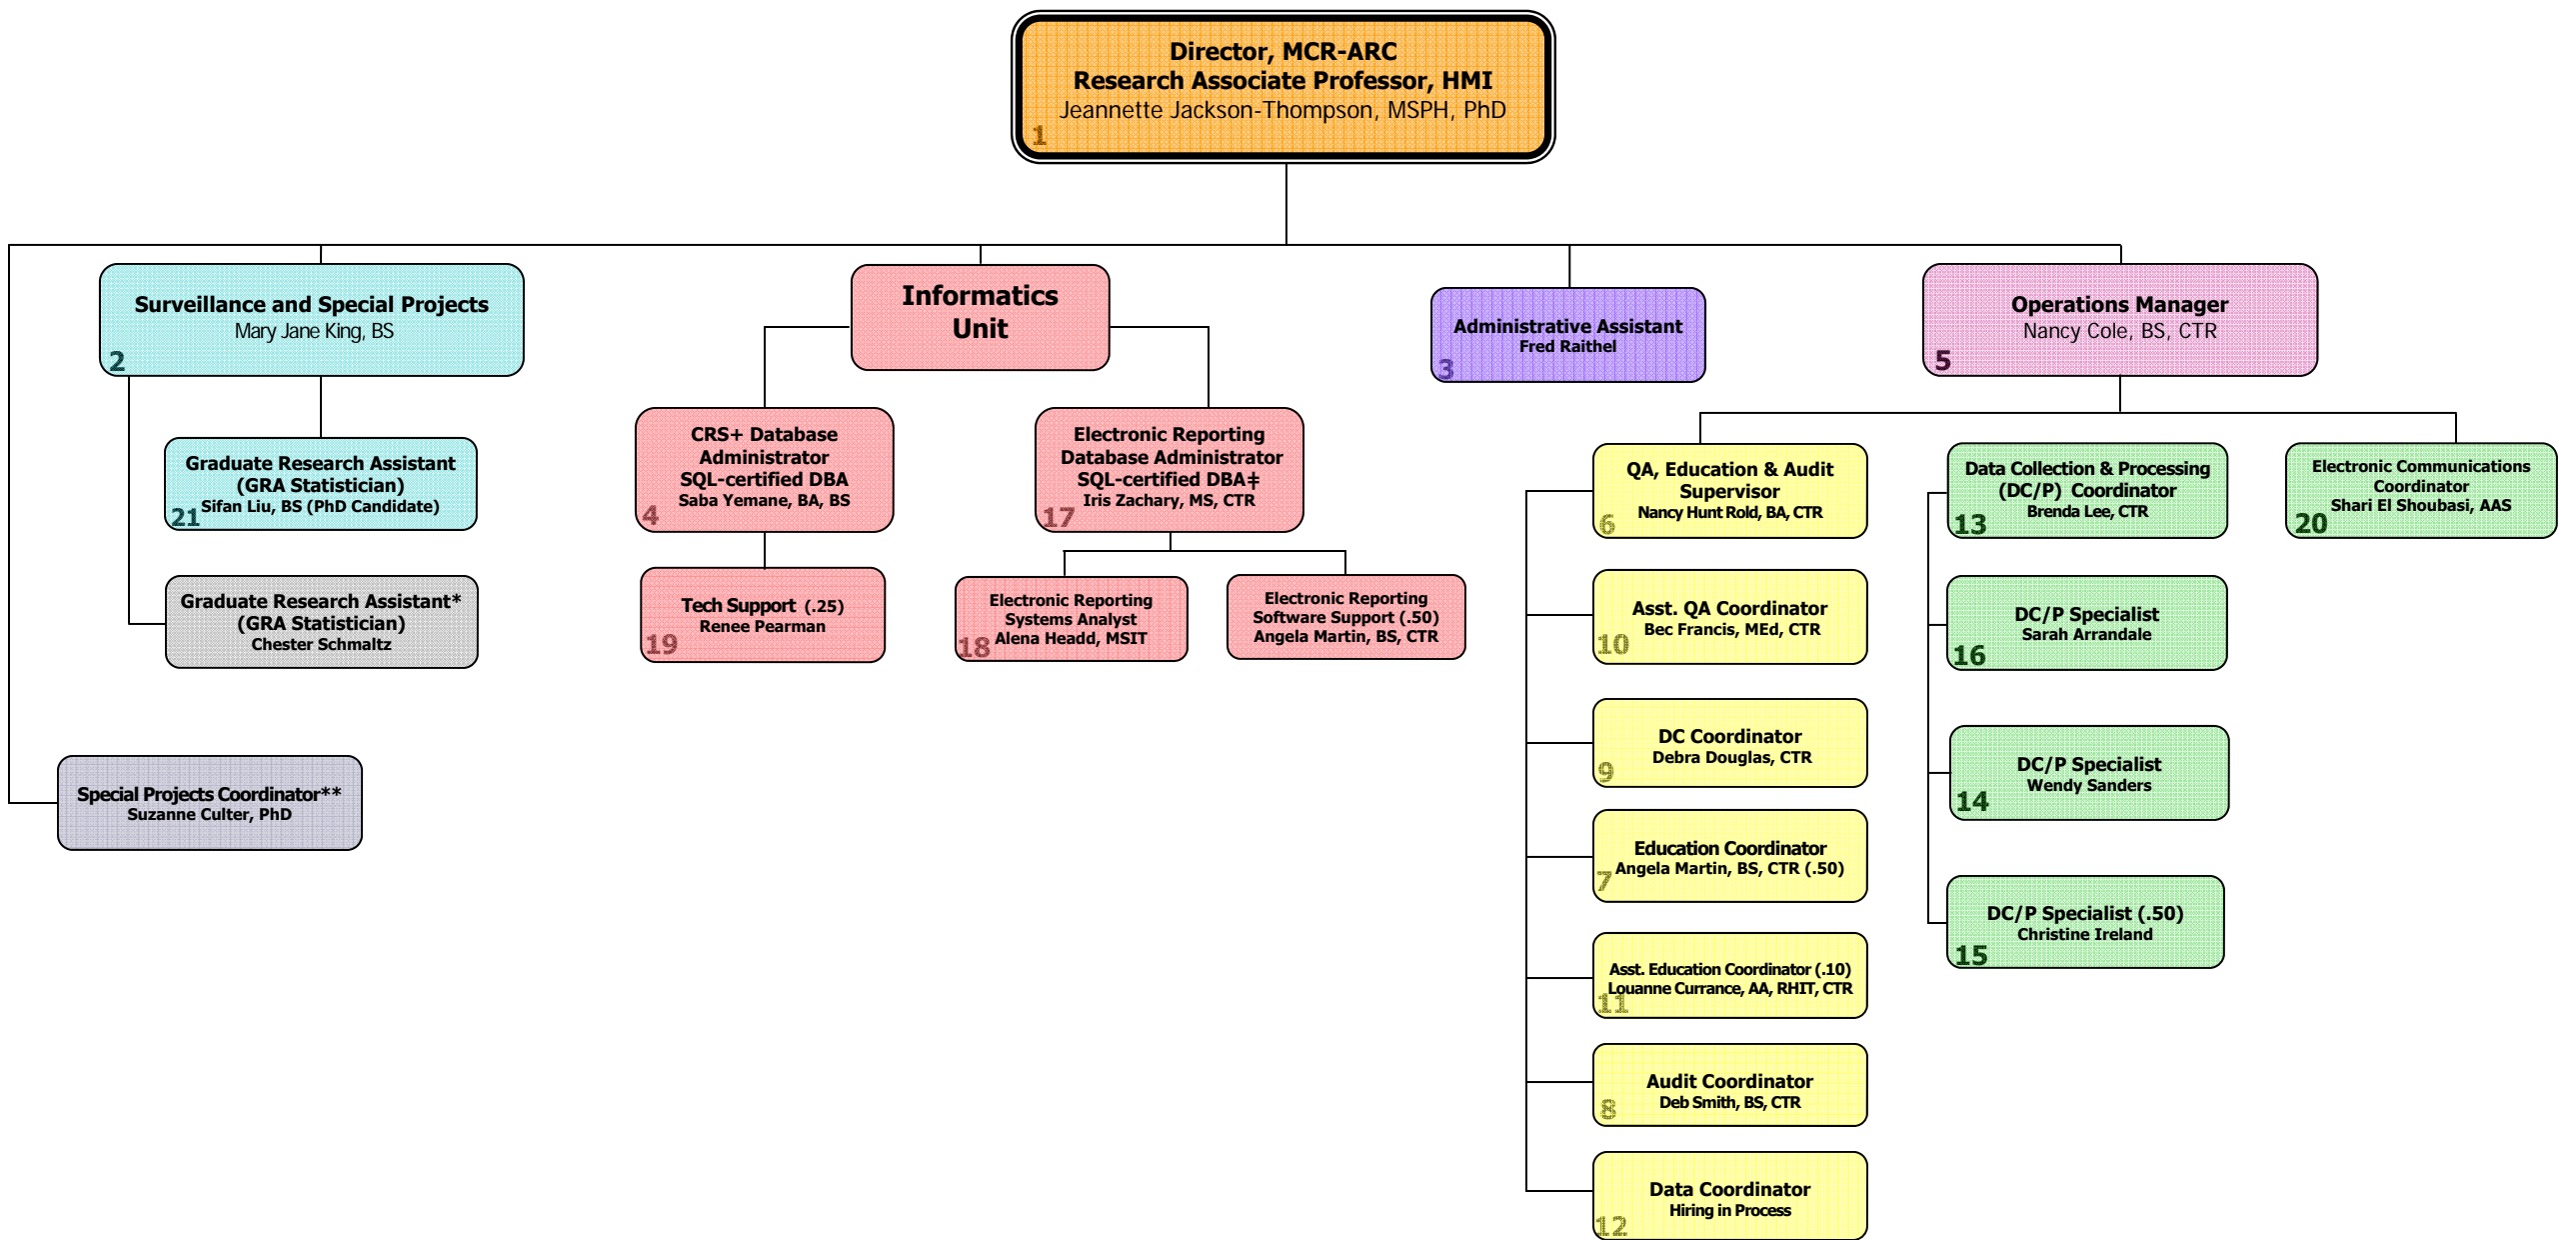 Director, MCR-ARC
Research Associate Professor, HMI
Jeannette Jackson-Thompson, MSPH, PhD
1
Surveillance and Special Projects
Mary Jane King, BS
2
Informatics
Unit
Administrative Assistant
Fred Raithel
3
Operations Manager
Nancy Cole, BS, CTR
5
Graduate Research Assistant
(GRA Statistician)
Sifan Liu, BS (PhD Candidate)
21
Graduate Research Assistant*
(GRA Statistician)
Chester Schmaltz
Special Projects Coordinator**
Suzanne Culter, PhD
CRS+ Database
Administrator
SQL-certified DBA
Saba Yemane, BA, BS
4
Tech Support (.25)
Renee Pearman
19
Electronic Reporting
Database Administrator
SQL-certified DBA‡
Iris Zachary, MS, CTR
17
Electronic Reporting
Systems Analyst
Alena Headd, MSIT
18
Electronic Reporting
Software Support (.50)
Angela Martin, BS, CTR
QA, Education & Audit
Supervisor
Nancy Hunt Rold, BA, CTR
6
Asst. QA Coordinator
Bec Francis, MEd, CTR
10
DC Coordinator
Debra Douglas, CTR
9
Education Coordinator
Angela Martin, BS, CTR (.50)
7
Asst. Education Coordinator (.10)
Louanne Currance, AA, RHIT, CTR
11
Audit Coordinator
Deb Smith, BS, CTR
8
Data Coordinator
Hiring in Process
12
Data Collection & Processing
(DC/P) Coordinator
Brenda Lee, CTR
13
DC/P Specialist
Sarah Arrandale
16
DC/P Specialist
Wendy Sanders
14
DC/P Specialist (.50)
Christine Ireland
15
Electronic Communications
Coordinator
Shari El Shoubasi, AAS
20